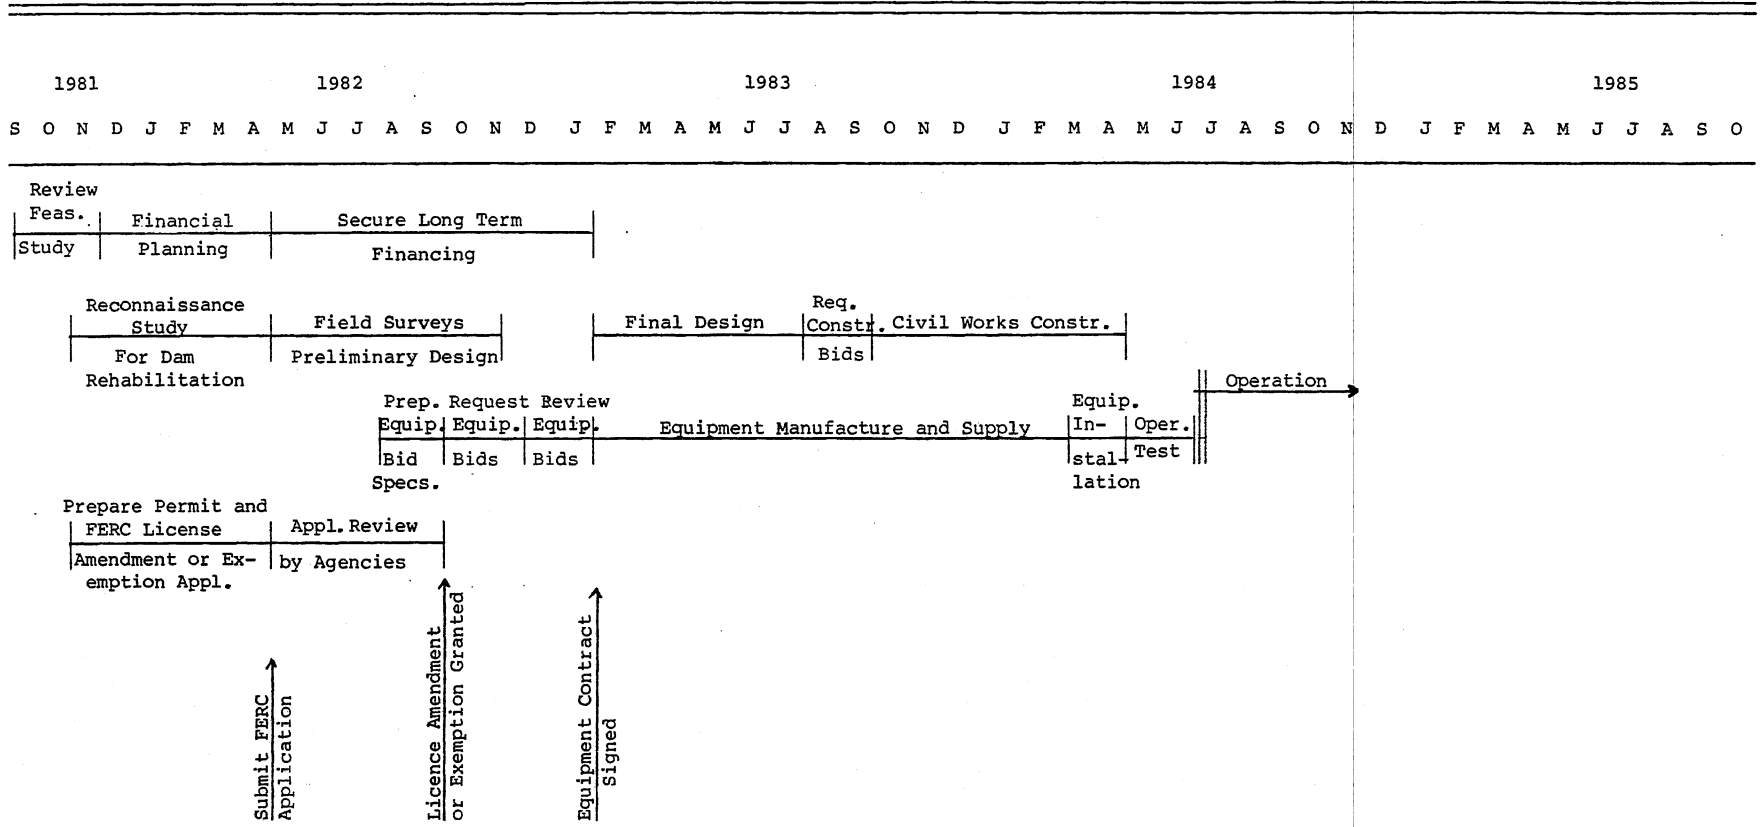 1981 1982 1983 1984 1985
S O N D J F M A M J J A S O N D J F M A M J J A S O N D J F M A M J J A S O N D J F M A M J J A S O
Review
Feas. Financial Secure Long Term
Study Planning Financing
Reconnaissance
Study
For Dam
Rehabilitation
Field Surveys
Preliminary Design
Final Design
Req.
Constr.
Bids
Civil Works Constr.
Operation
Prep. Request Review
Equip. Equip. Equip.
Bid Bids Bids
Specs.
Equipment Manufacture and Supply
Equip.
In-
stal-
lation
Oper.
Test
Prepare Permit and
FERC License
Amendment or Ex-
emption Appl.
Appl. Review
by Agencies
Submit FERC
Application
Licence Amendment
or Exemption Granted
Equipment Contract
Signed